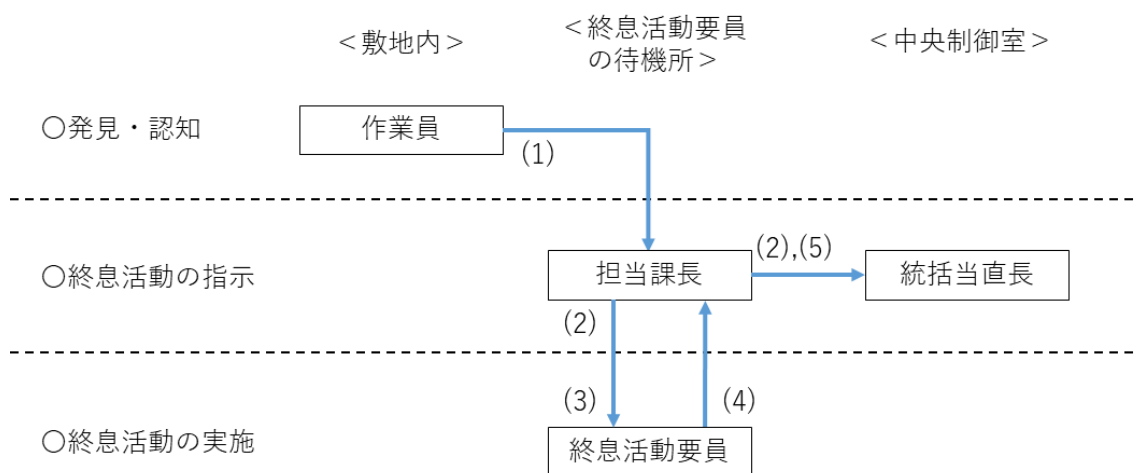 ＜敷地内＞
＜終息活動要員
の待機所＞
＜中央制御室＞
〇発見・認知
作業員
(1)
〇終息活動の指示
担当課長
(2),(5)
統括当直長
(2)
(3)
(4)
〇終息活動の実施
終息活動要員